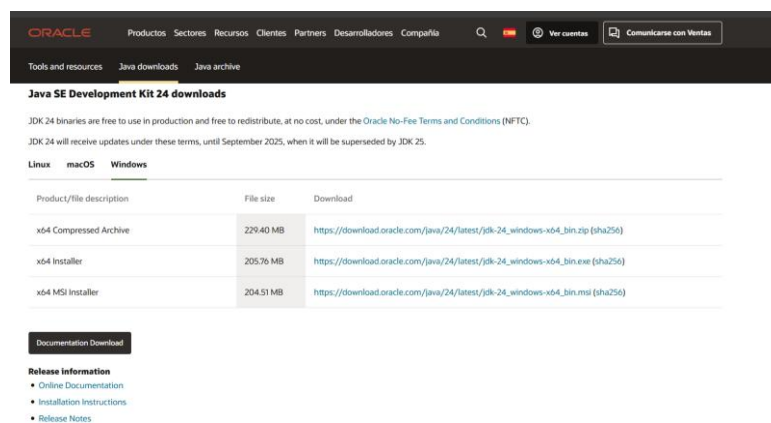 ORACLE Productos Sectores Recursos Clientes Partners Desarrolladores Compañía Ver cuentas Comunicarse con Ventas
Tools and resources Java downloads Java archive
Java SE Development Kit 24 downloads
JDK 24 binaries are free to use in production and free to redistribute, at no cost, under the Oracle No-Fee Terms and Conditions (NFTC).
JDK 24 will receive updates under these terms, until September 2025, when it will be superseded by JDK 25.
Linux macOS Windows
Product/file description File size Download
x64 Compressed Archive 229.40 MB https://download.oracle.com/java/24/latest/jdk-24_windows-x64_bin.zip (sha256)
x64 Installer 205.76 MB https://download.oracle.com/java/24/latest/jdk-24_windows-x64_bin.exe (sha256)
x64 MSI Installer 204.51 MB https://download.oracle.com/java/24/latest/jdk-24_windows-x64_bin.msi (sha256)
Documentation Download
Release information
• Online Documentation
• Installation Instructions
• Release Notes